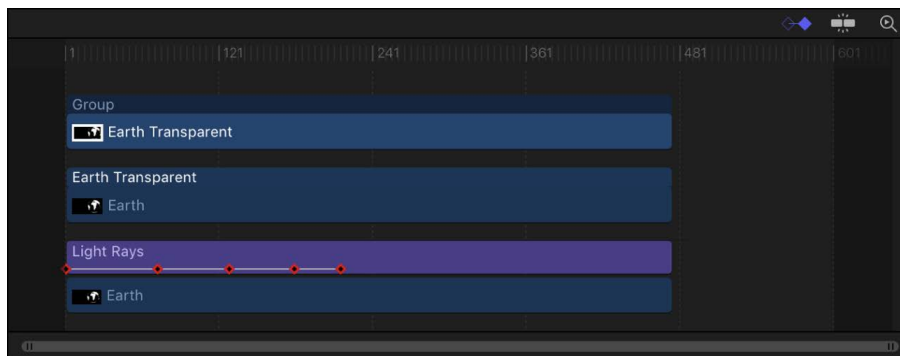 1 121 241 361 481 601
Group
Earth Transparent
Earth Transparent
Earth
Light Rays
Earth